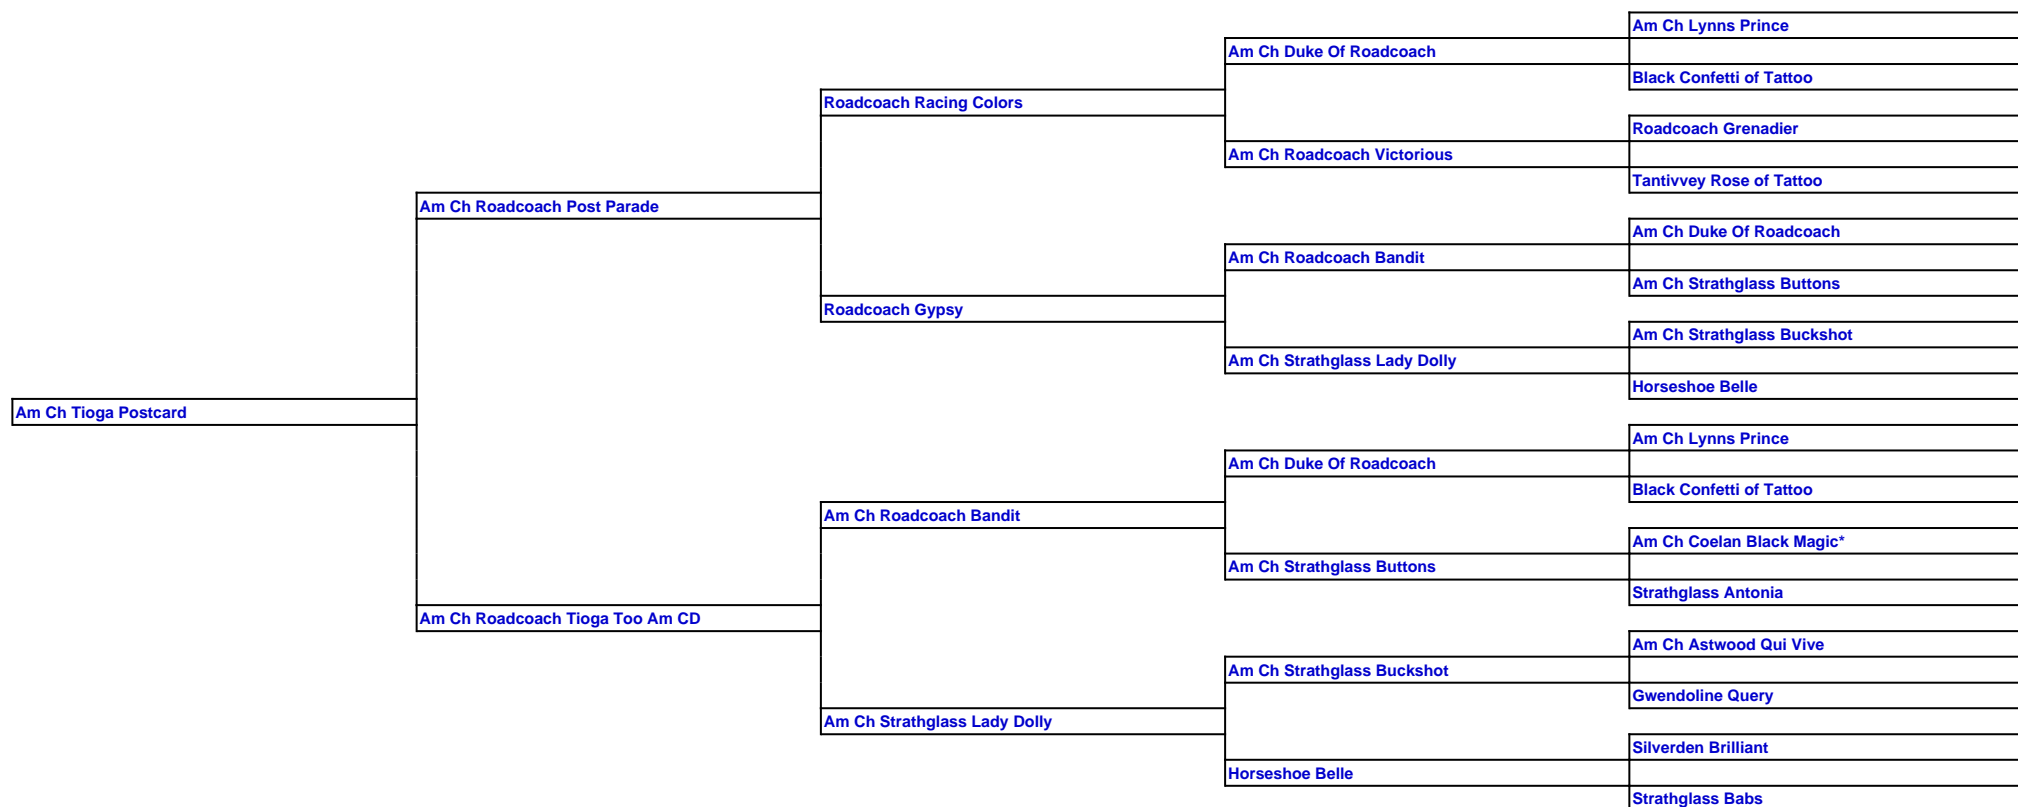 Am Ch Lynns Prince
Am Ch Duke Of Roadcoach
Black Confetti of Tattoo
Roadcoach Racing Colors
Roadcoach Grenadier
Am Ch Roadcoach Victorious
Tantivvey Rose of Tattoo
Am Ch Roadcoach Post Parade
Am Ch Duke Of Roadcoach
Am Ch Roadcoach Bandit
Am Ch Strathglass Buttons
Roadcoach Gypsy
Am Ch Strathglass Buckshot
Am Ch Strathglass Lady Dolly
Horseshoe Belle
Am Ch Tioga Postcard
Am Ch Lynns Prince
Am Ch Duke Of Roadcoach
Black Confetti of Tattoo
Am Ch Roadcoach Bandit
Am Ch Coelan Black Magic*
Am Ch Strathglass Buttons
Strathglass Antonia
Am Ch Roadcoach Tioga Too Am CD
Am Ch Astwood Qui Vive
Am Ch Strathglass Buckshot
Gwendoline Query
Am Ch Strathglass Lady Dolly
Silverden Brilliant
Horseshoe Belle
Strathglass Babs